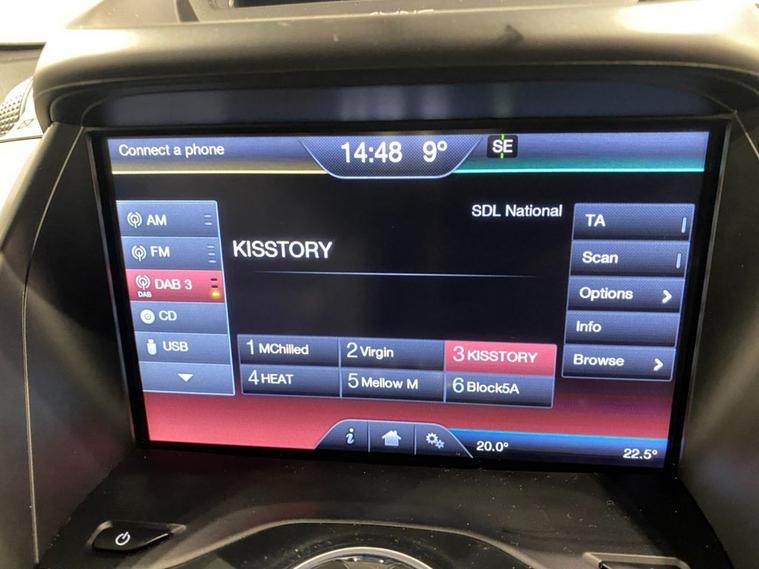 Connect a phone
14:48 9°
SE
SDL National
AM
FM
DAB 3
DAB
CD
USB
KISSTORY
1 MChilled
2 Virgin
3 KISSTORY
4 HEAT
5 Mellow M
6 Block5A
TA
Scan
Options
Info
Browse
i
20.0°
22.5°